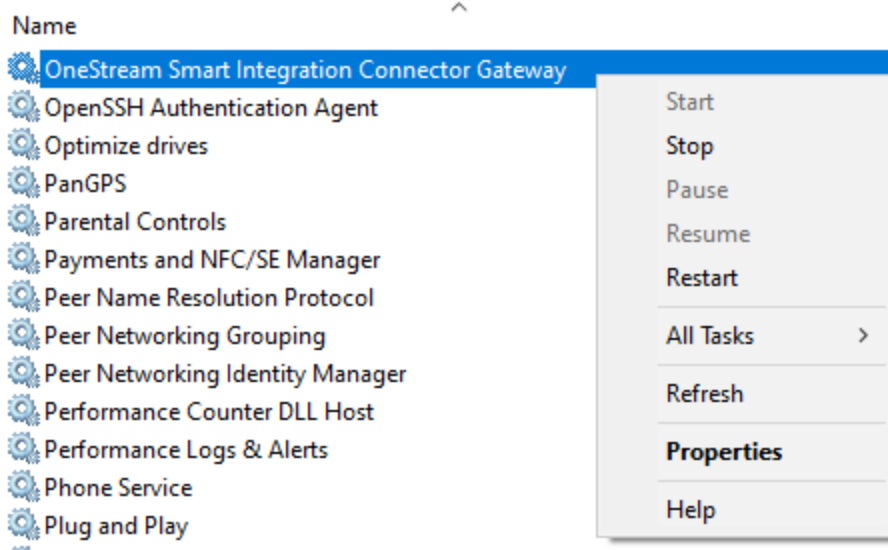 Name
OneStream Smart Integration Connector Gateway
OpenSSH Authentication Agent
Optimize drives
PanGPS
Parental Controls
Payments and NFC/SE Manager
Peer Name Resolution Protocol
Peer Networking Grouping
Peer Networking Identity Manager
Performance Counter DLL Host
Performance Logs & Alerts
Phone Service
Plug and Play
Start
Stop
Pause
Resume
Restart
All Tasks
Refresh
Properties
Help